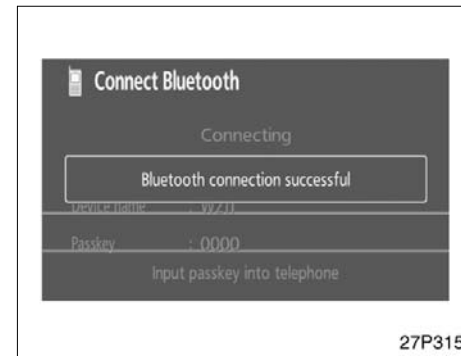 Connect Bluetooth
Connecting
Bluetooth connection successful
Device name :
Passkey : 0000
Input passkey into telephone
27P315